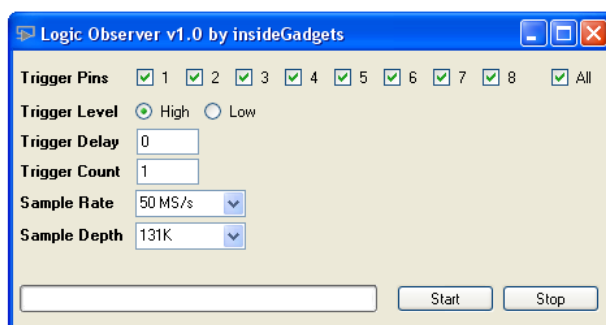 Logic Observer v1.0 by insideGadgets
Trigger Pins 1 2 3 4 5 6 7 8 All
Trigger Level High Low
Trigger Delay 0
Trigger Count 1
Sample Rate 50 MS/s
Sample Depth 131K
Start Stop